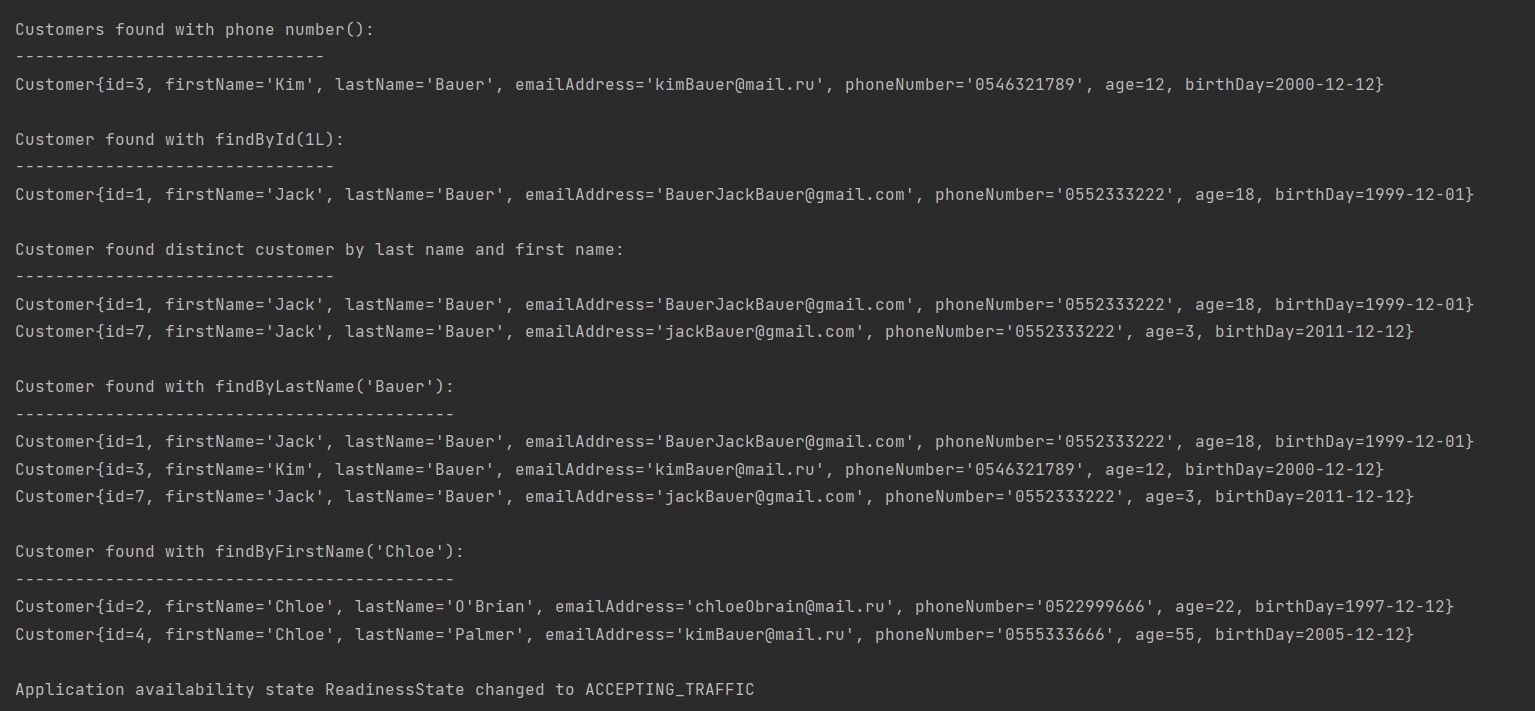 Customers found with phone number():
-------------------------------
Customer{id=3, firstName='Kim', lastName='Bauer', emailAddress='kimBauer@mail.ru', phoneNumber='0546321789', age=12, birthDay=2000-12-12}
Customer found with findById(1L):
--------------------------------
Customer{id=1, firstName='Jack', lastName='Bauer', emailAddress='BauerJackBauer@gmail.com', phoneNumber='0552333222', age=18, birthDay=1999-12-01}
Customer found distinct customer by last name and first name:
--------------------------------
Customer{id=1, firstName='Jack', lastName='Bauer', emailAddress='BauerJackBauer@gmail.com', phoneNumber='0552333222', age=18, birthDay=1999-12-01}
Customer{id=7, firstName='Jack', lastName='Bauer', emailAddress='jackBauer@gmail.com', phoneNumber='0552333222', age=3, birthDay=2011-12-12}
Customer found with findByLastName('Bauer'):
--------------------------------------------
Customer{id=1, firstName='Jack', lastName='Bauer', emailAddress='BauerJackBauer@gmail.com', phoneNumber='0552333222', age=18, birthDay=1999-12-01}
Customer{id=3, firstName='Kim', lastName='Bauer', emailAddress='kimBauer@mail.ru', phoneNumber='0546321789', age=12, birthDay=2000-12-12}
Customer{id=7, firstName='Jack', lastName='Bauer', emailAddress='jackBauer@gmail.com', phoneNumber='0552333222', age=3, birthDay=2011-12-12}
Customer found with findByFirstName('Chloe'):
--------------------------------------------
Customer{id=2, firstName='Chloe', lastName='O'Brian', emailAddress='chloeObrain@mail.ru', phoneNumber='0522999666', age=22, birthDay=1997-12-12}
Customer{id=4, firstName='Chloe', lastName='Palmer', emailAddress='kimBauer@mail.ru', phoneNumber='0555333666', age=55, birthDay=2005-12-12}
Application availability state ReadinessState changed to ACCEPTING_TRAFFIC